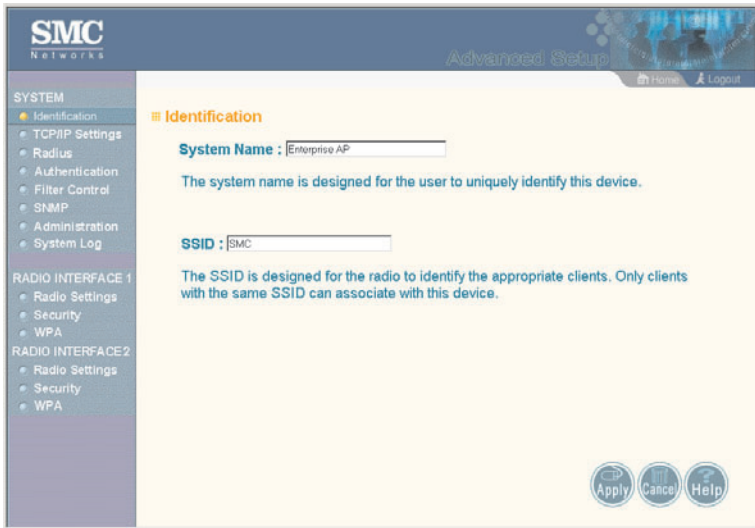 SMC
Networks
Advanced Setup
Home
Logout
SYSTEM
Identification
TCP/IP Settings
Radius
Authentication
Filter Control
SNMP
Administration
System Log
RADIO INTERFACE 1
Radio Settings
Security
WPA
RADIO INTERFACE2
Radio Settings
Security
WPA
Identification
System Name : Enterprise AP
The system name is designed for the user to uniquely identify this device.
SSID : SMC
The SSID is designed for the radio to identify the appropriate clients. Only clients
with the same SSID can associate with this device.
Apply
Cancel
Help